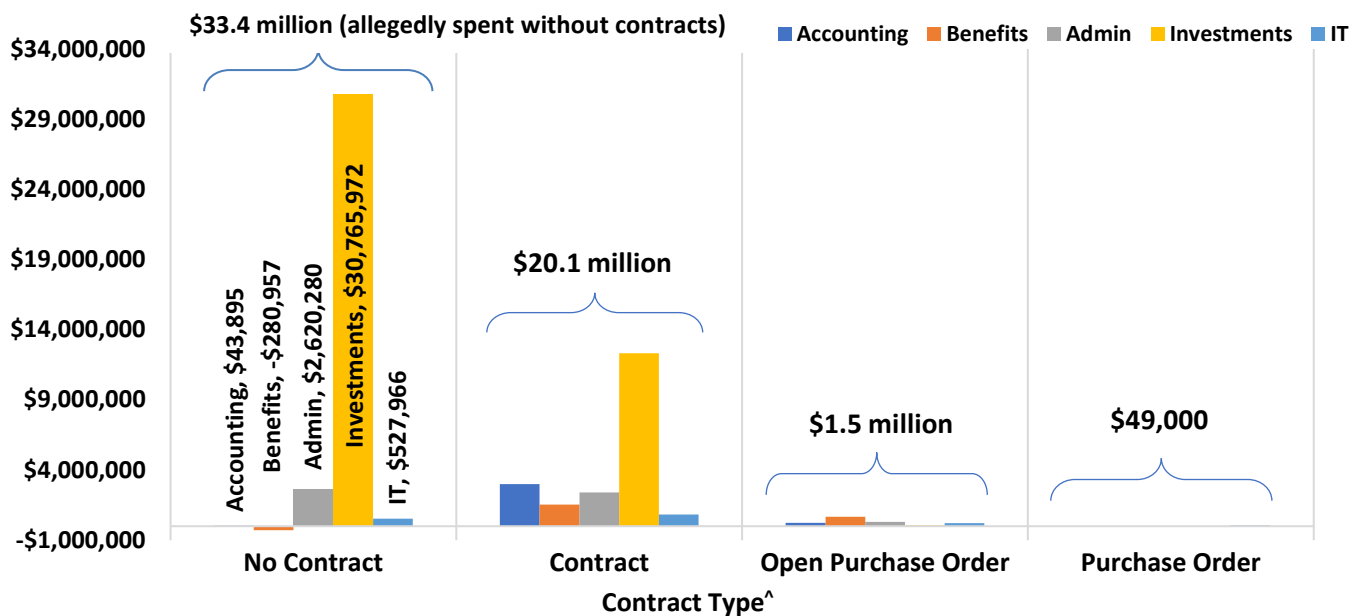 $33.4 million (allegedly spent without contracts)
Accounting Benefits Admin Investments IT
$34,000,000
$29,000,000
$24,000,000
$19,000,000
$14,000,000
$9,000,000
$4,000,000
-$1,000,000
Accounting, $43,895
Benefits, -$280,957
Admin, $2,620,280
Investments, $30,765,972
IT, $527,966
$20.1 million
$1.5 million
$49,000
No Contract
Contract
Open Purchase Order
Purchase Order
Contract Type^